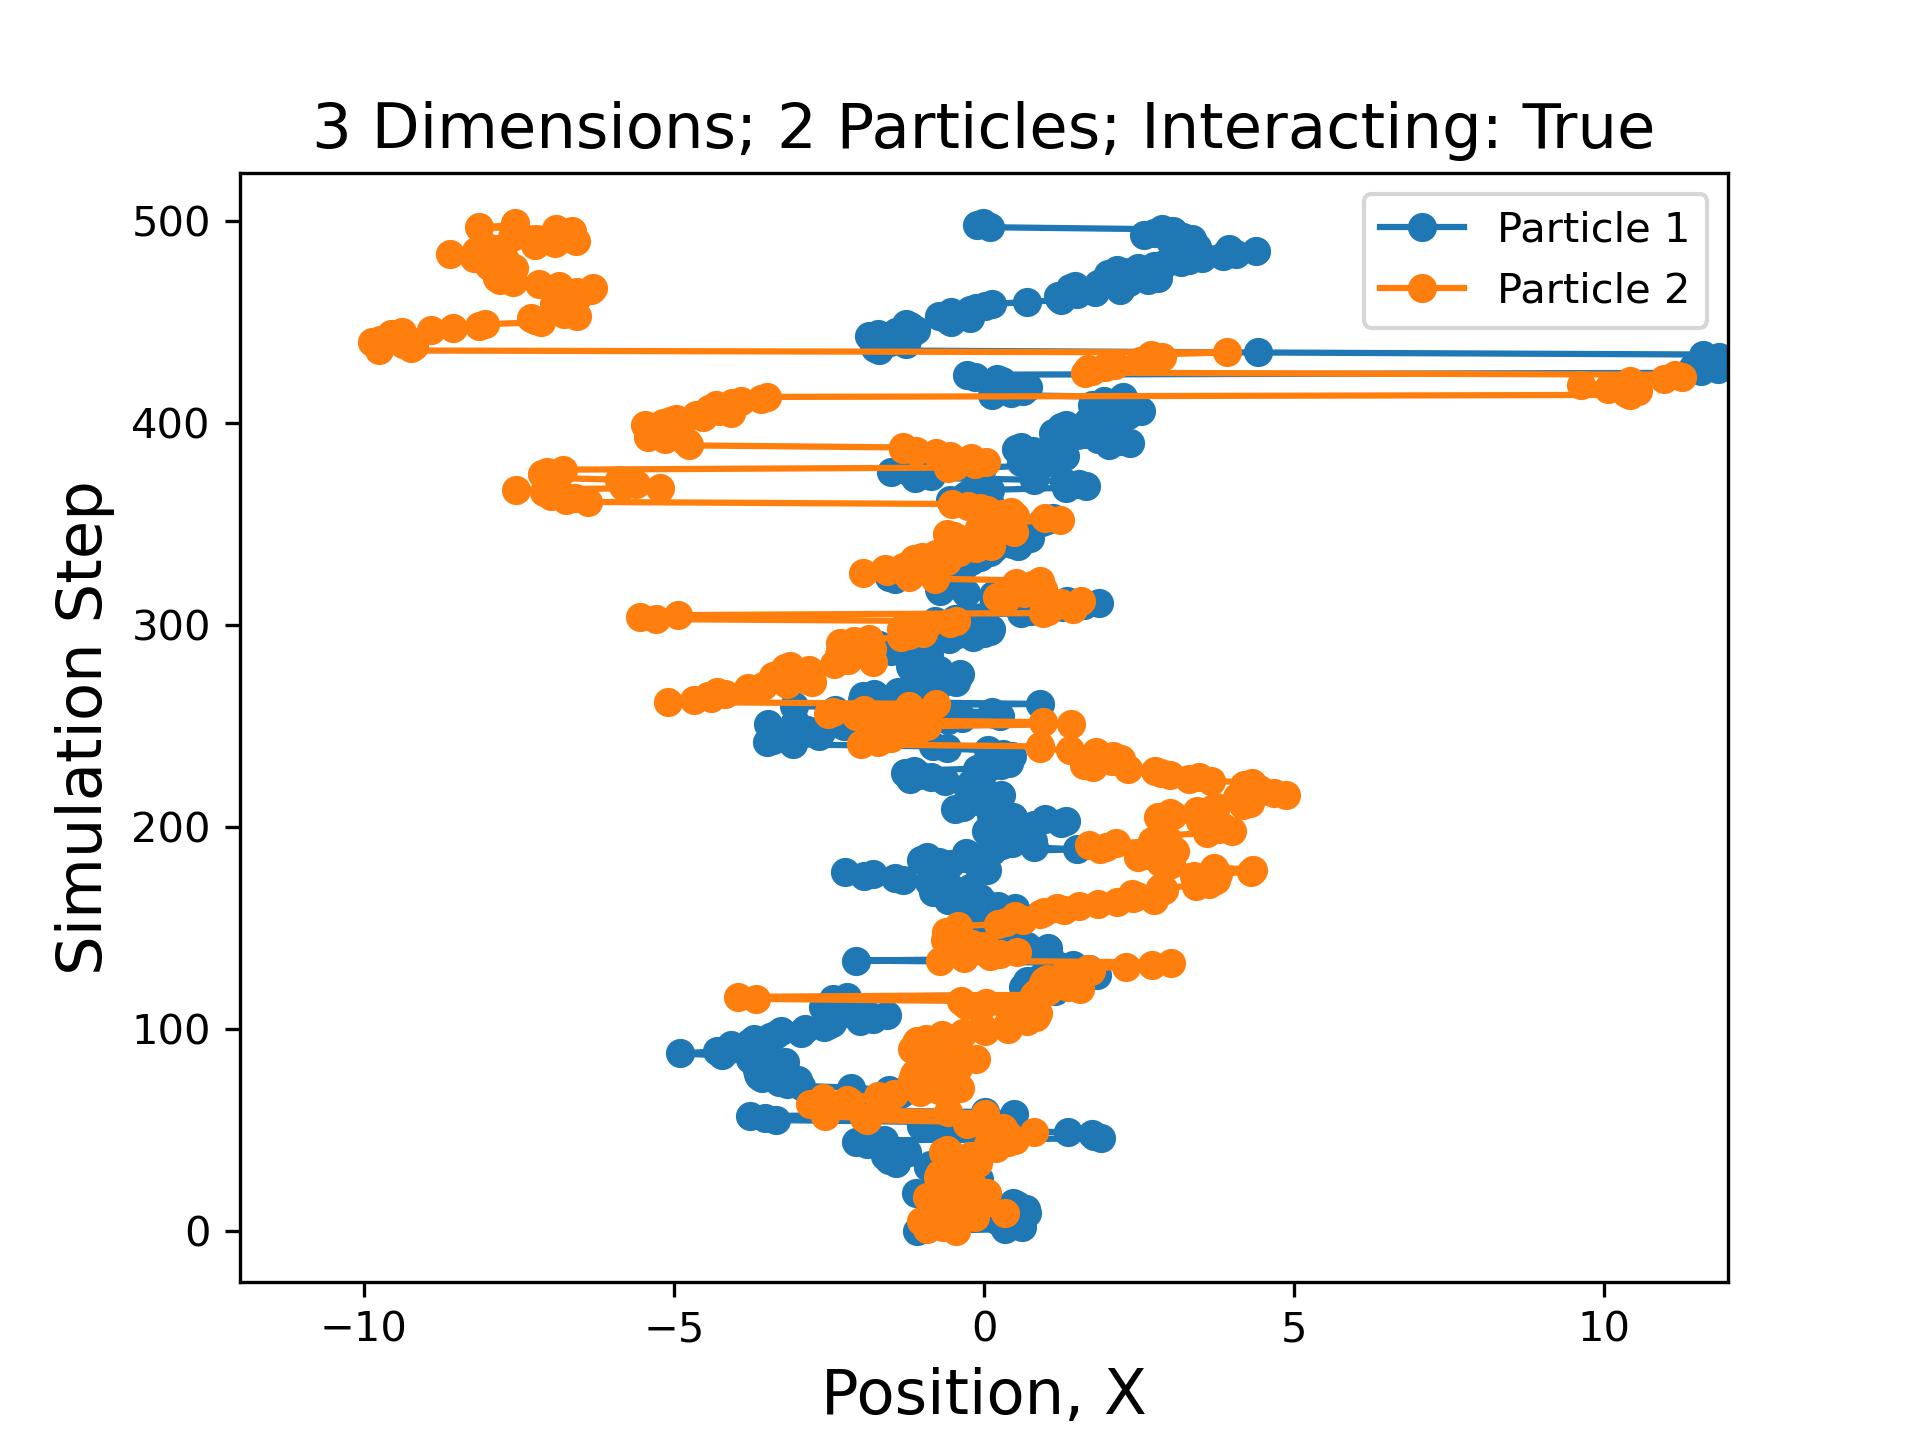 3 Dimensions; 2 Particles; Interacting: True
Particle 1
Particle 2
500
400
300
200
100
0
Simulation Step
−10
−5
0
5
10
Position, X